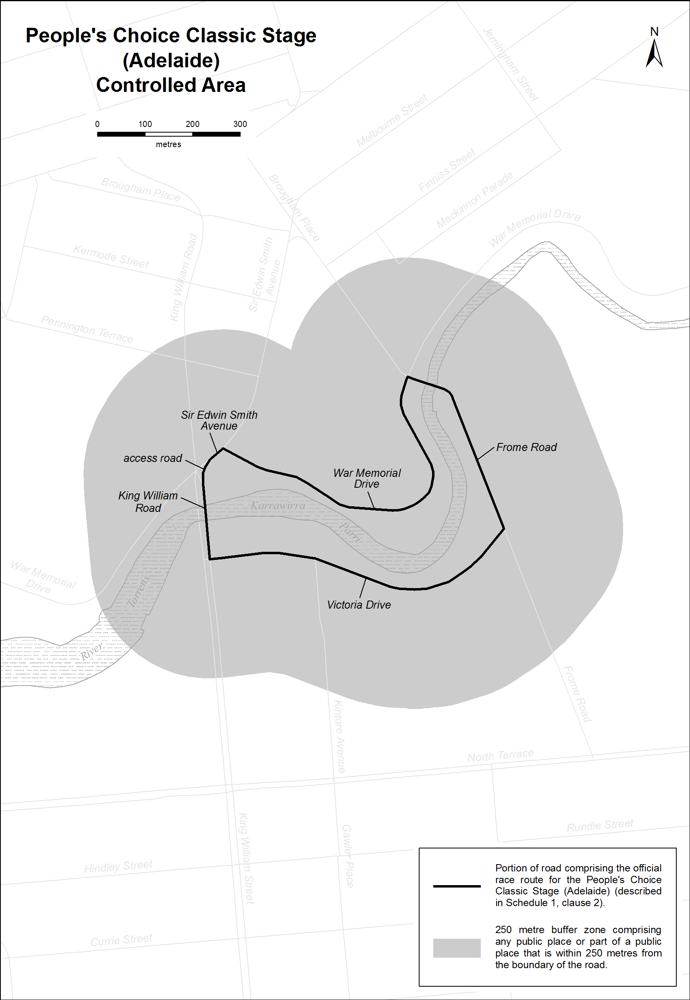 People's Choice Classic Stage
(Adelaide)
Controlled Area
N
0 100 200 300
metres
Jerningham Street
Melbourne Street
Finniss Street
Mackinnon Parade
War Memorial Drive
Brougham Place
Brougham Place
Kermode Street
King William Road
Sir Edwin Smith
Avenue
Pennington Terrace
Sir Edwin Smith
Avenue
access road
King William
Road
War Memorial
Drive
Frome Road
Karrawirra
Parri
War Memorial
Drive
Torrens
River
Victoria Drive
Frome Road
Kintore Avenue
North Terrace
King William Street
Gawler Place
Rundle Street
Hindley Street
Currie Street
Portion of road comprising the official
race route for the People's Choice
Classic Stage (Adelaide) (described
in Schedule 1, clause 2).
250 metre buffer zone comprising
any public place or part of a public
place that is within 250 metres from
the boundary of the road.